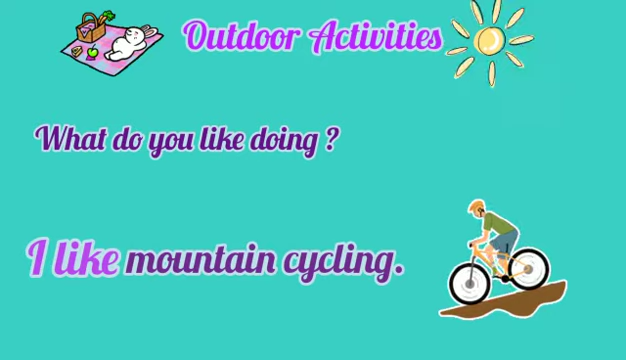 Outdoor Activities
What do you like doing ?
I like mountain cycling.